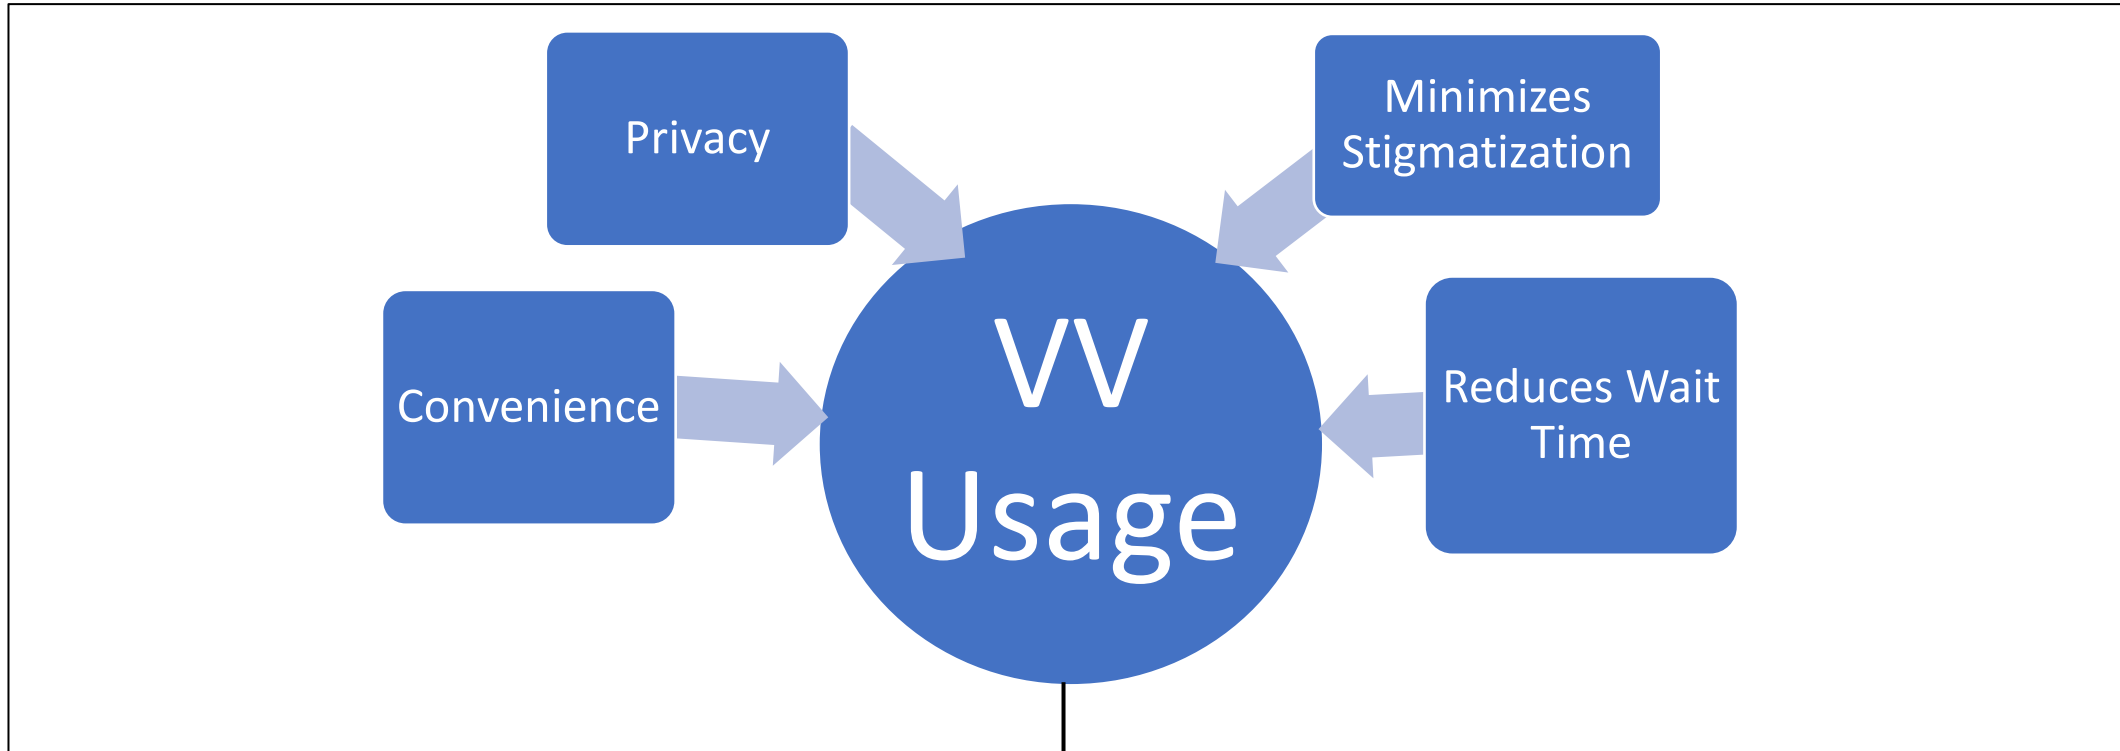 Privacy
Minimizes
Stigmatization
Convenience
VV
Usage
Reduces Wait
Time